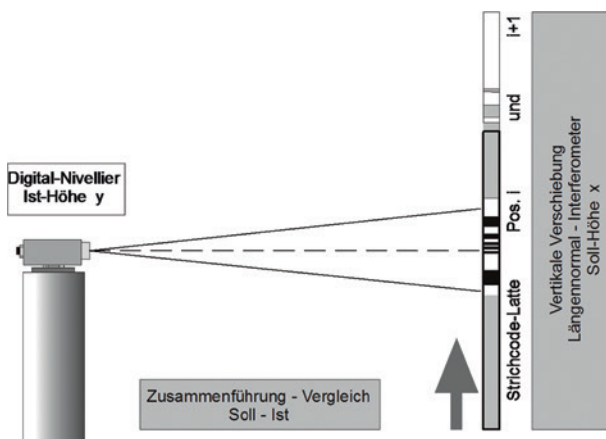 Digital-Nivellier
Ist-Höhe y
Strichcode-Latte Pos. i und i+1
Vertikale Verschiebung
Längennormal - Interferometer
Soll-Höhe x
Zusammenführung - Vergleich
Soll - Ist